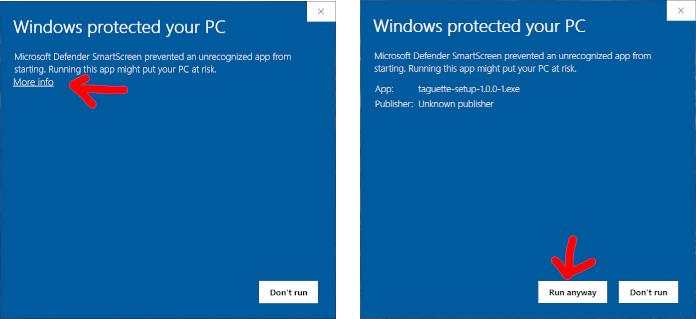 Windows protected your PC
Microsoft Defender SmartScreen prevented an unrecognized app from
starting. Running this app might put your PC at risk.
More info
Don't run
Windows protected your PC
Microsoft Defender SmartScreen prevented an unrecognized app from
starting. Running this app might put your PC at risk.
App: taguette-setup-1.0.0-1.exe
Publisher: Unknown publisher
Run anyway Don't run